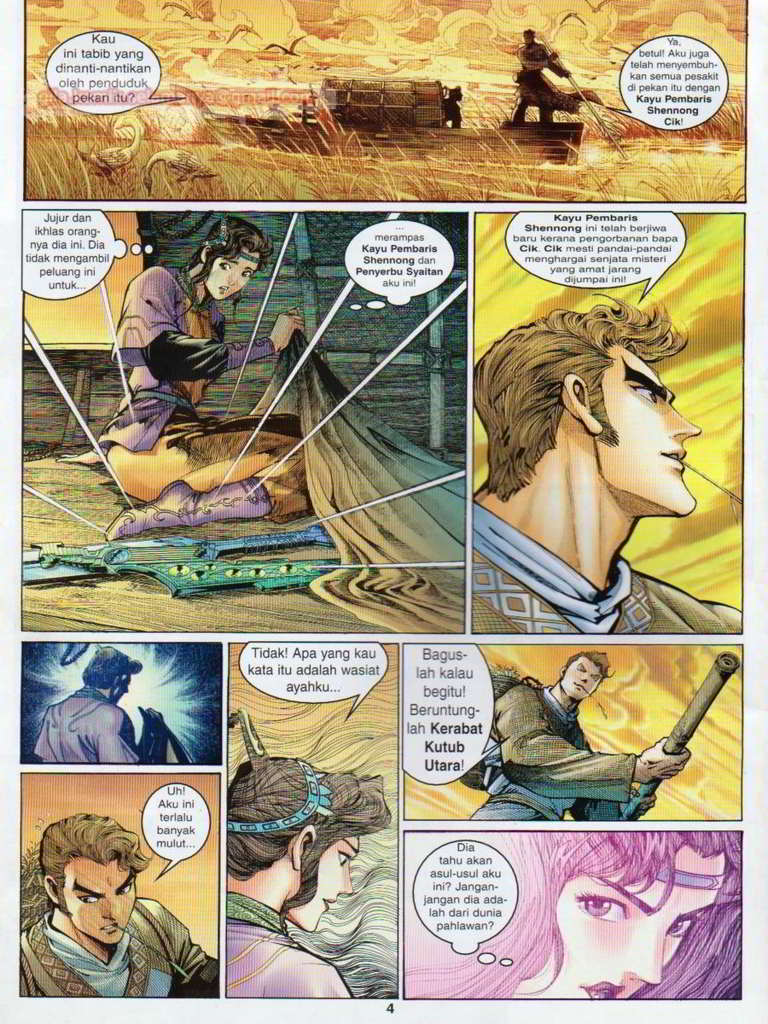 Kau
ini tabib yang
dinanti-nantikan
oleh penduduk
pekan itu?
Ya,
betul! Aku juga
telah menyembuh-
kan semua pesakit
di pekan itu dengan
Kayu Pembaris
Shennong
Cik!
Jujur dan
ikhlas orang-
nya dia ini. Dia
tidak mengambil
peluang ini
untuk...
...
merampas
Kayu Pembaris
Shennong dan
Penyerbu Syaitan
aku ini!
Kayu Pembaris
Shennong ini telah berjiwa
baru kerana pengorbanan bapa
Cik. Cik mesti pandai-pandai
menghargai senjata misteri
yang amat jarang
dijumpai ini!
Uh!
Aku ini
terlalu
banyak
mulut...
Tidak! Apa yang kau
kata itu adalah wasiat
ayahku...
Bagus-
lah kalau
begitu!
Beruntung-
lah Kerabat
Kutub
Utara!
Dia
tahu akan
asul-usul aku
ini? Jangan-
jangan dia ada-
lah dari dunia
pahlawan?
4